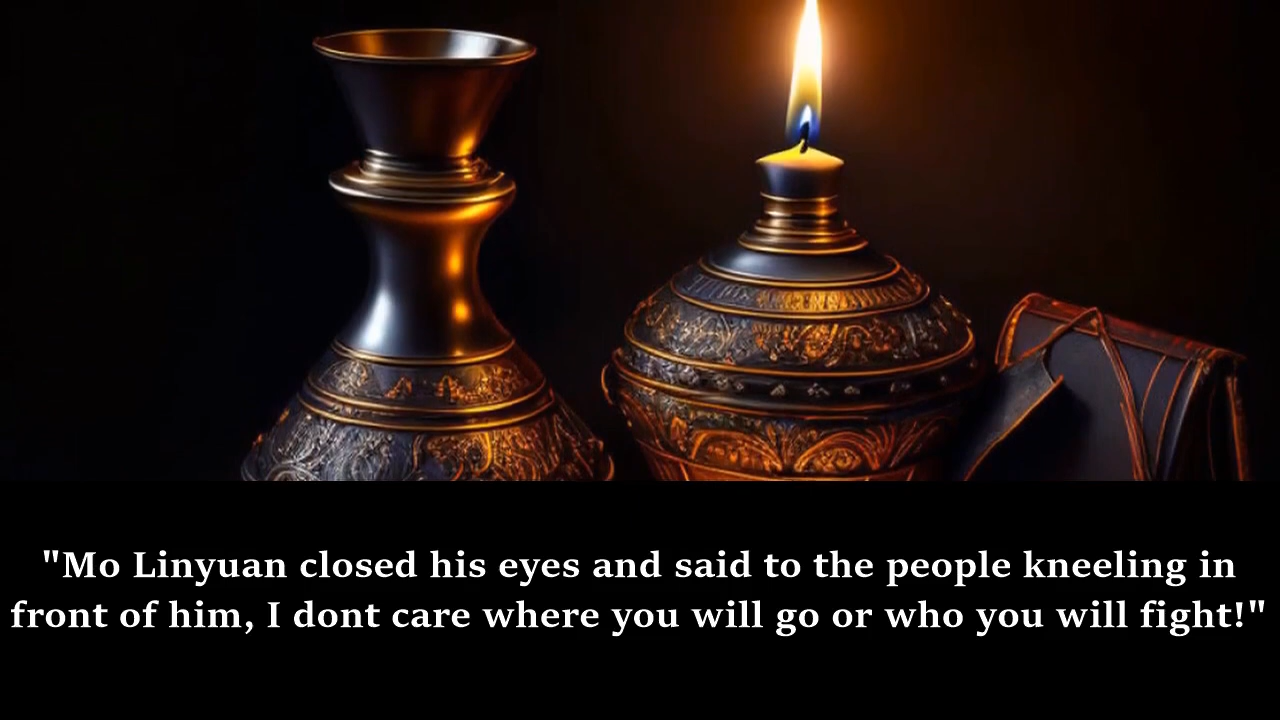 "Mo Linyuan closed his eyes and said to the people kneeling in
front of him, I dont care where you will go or who you will fight!"